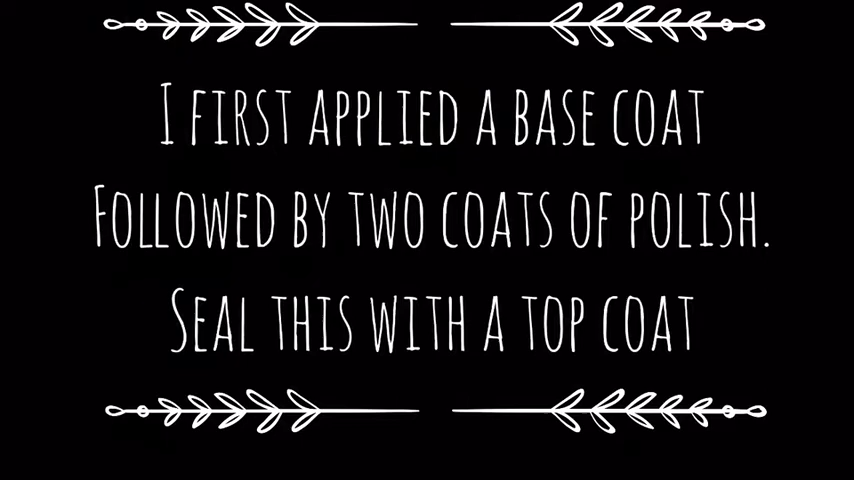 I first applied a base coat
Followed by two coats of polish.
Seal this with a top coat